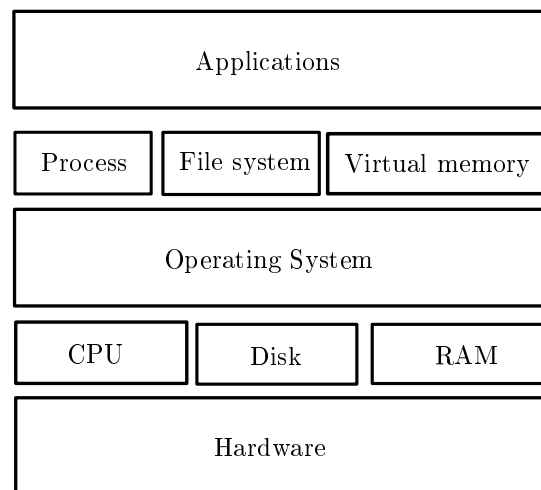 Applications
Process File system Virtual memory
Operating System
CPU Disk RAM
Hardware